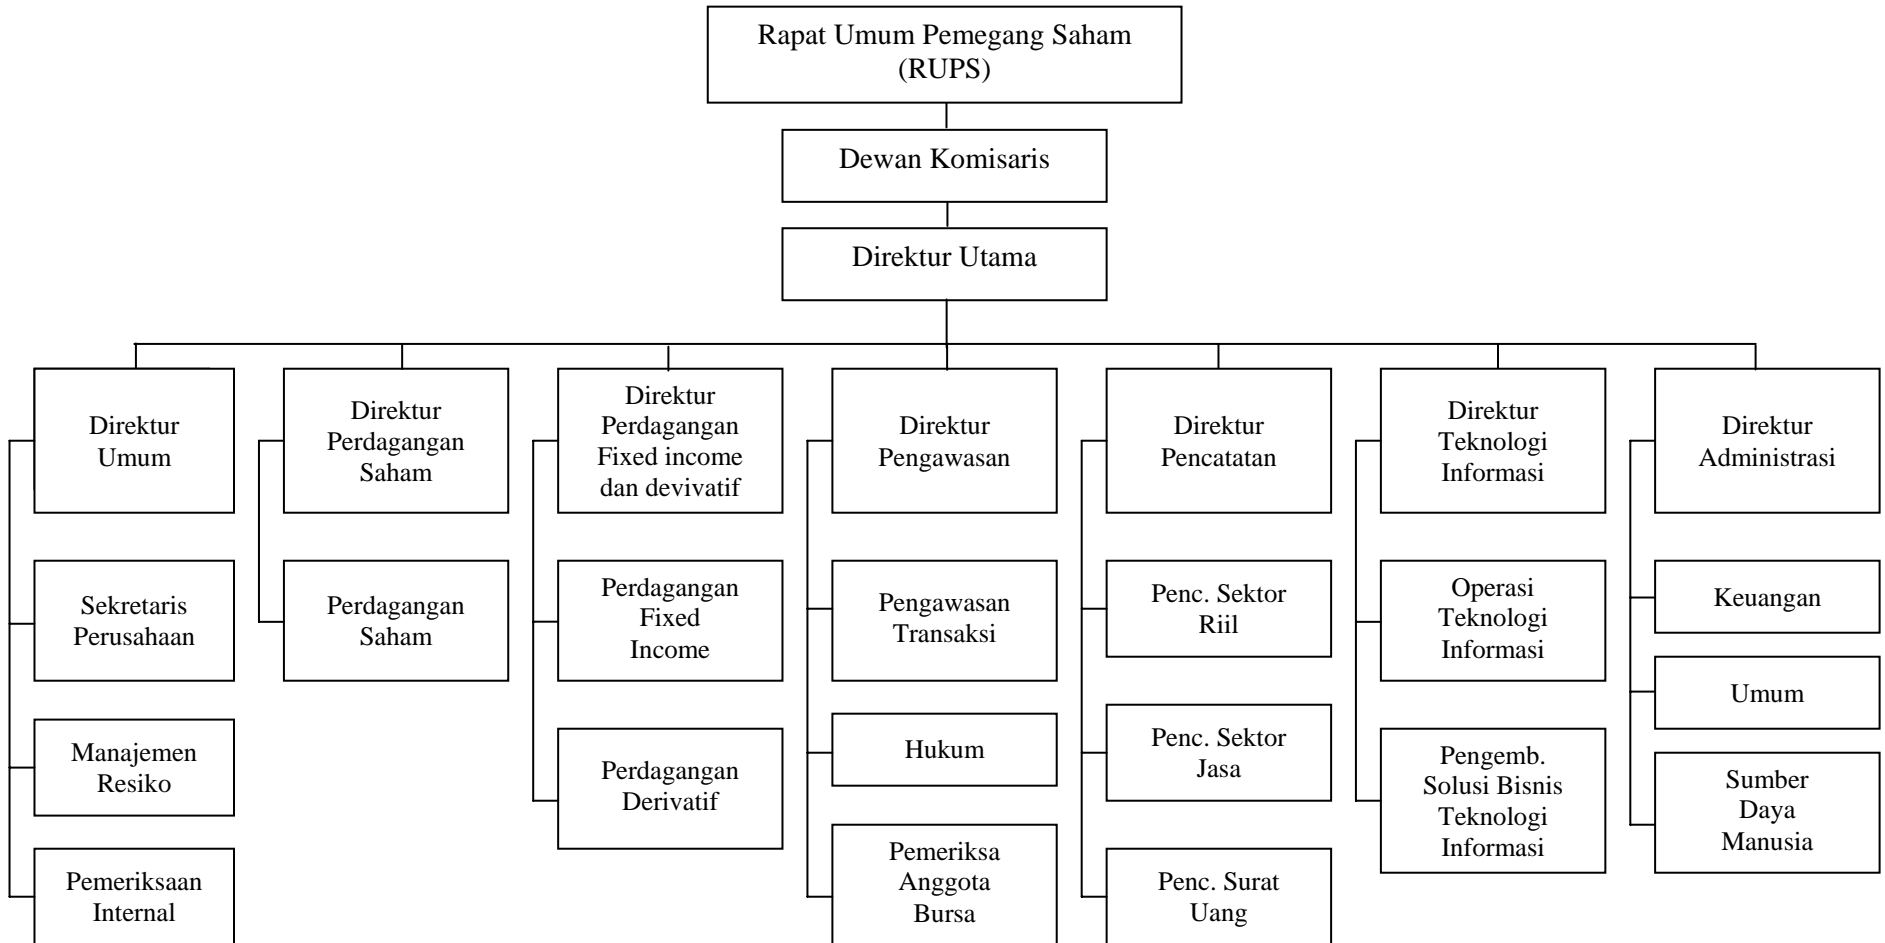 Rapat Umum Pemegang Saham
(RUPS)
Dewan Komisaris
Direktur Utama
Direktur
Umum
Direktur
Perdagangan
Saham
Direktur
Perdagangan
Fixed income
dan devivatif
Direktur
Pengawasan
Direktur
Pencatatan
Direktur
Teknologi
Informasi
Direktur
Administrasi
Sekretaris
Perusahaan
Perdagangan
Saham
Perdagangan
Fixed
Income
Pengawasan
Transaksi
Penc. Sektor
Riil
Operasi
Teknologi
Informasi
Keuangan
Umum
Manajemen
Resiko
Perdagangan
Derivatif
Hukum
Penc. Sektor
Jasa
Pengemb.
Solusi Bisnis
Teknologi
Informasi
Sumber
Daya
Manusia
Pemeriksaan
Internal
Pemeriksa
Anggota
Bursa
Penc. Surat
Uang